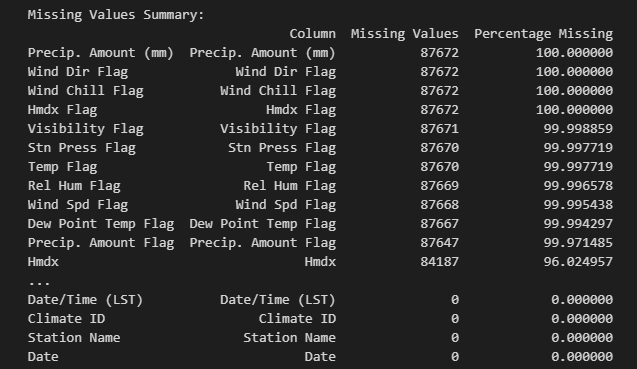 Missing Values Summary:
Column Missing Values Percentage Missing
Precip. Amount (mm) Precip. Amount (mm) 87672 100.000000
Wind Dir Flag Wind Dir Flag 87672 100.000000
Wind Chill Flag Wind Chill Flag 87672 100.000000
Hmdx Flag Hmdx Flag 87672 100.000000
Visibility Flag Visibility Flag 87671 99.998859
Stn Press Flag Stn Press Flag 87670 99.997719
Temp Flag Temp Flag 87670 99.997719
Rel Hum Flag Rel Hum Flag 87669 99.996578
Wind Spd Flag Wind Spd Flag 87668 99.995438
Dew Point Temp Flag Dew Point Temp Flag 87667 99.994297
Precip. Amount Flag Precip. Amount Flag 87647 99.971485
Hmdx Hmdx 84187 96.024957
...
Date/Time (LST) Date/Time (LST) 0 0.000000
Climate ID Climate ID 0 0.000000
Station Name Station Name 0 0.000000
Date Date 0 0.000000